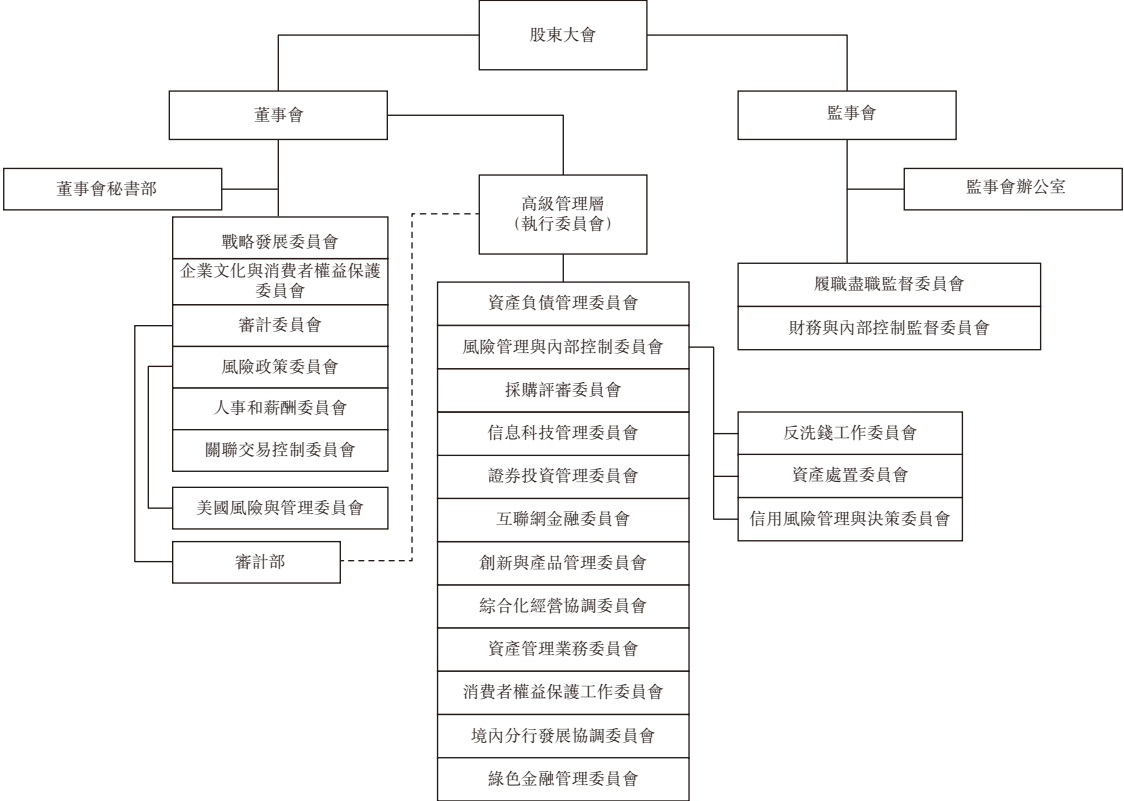 股東大會
董事會
監事會
董事會秘書部
監事會辦公室
高級管理層
（執行委員會）
戰略發展委員會
企業文化與消費者權益保護
委員會
審計委員會
風險政策委員會
人事和薪酬委員會
關聯交易控制委員會
美國風險與管理委員會
審計部
資產負債管理委員會
風險管理與內部控制委員會
採購評審委員會
信息科技管理委員會
證券投資管理委員會
互聯網金融委員會
創新與產品管理委員會
綜合化經營協調委員會
資產管理業務委員會
消費者權益保護工作委員會
境內分行發展協調委員會
綠色金融管理委員會
履職盡職監督委員會
財務與內部控制監督委員會
反洗錢工作委員會
資產處置委員會
信用風險管理與決策委員會